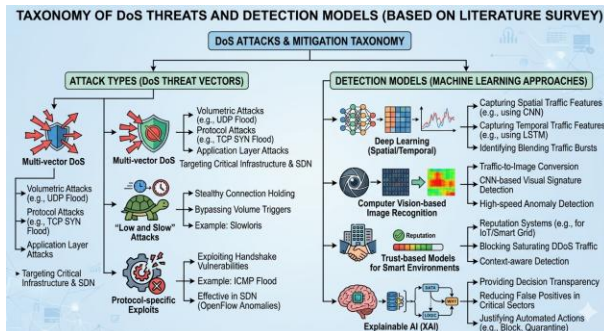 TAXONOMY OF DoS THREATS AND DETECTION MODELS (BASED ON LITERATURE SURVEY)
DoS ATTACKS & MITIGATION TAXONOMY
ATTACK TYPES (DoS THREAT VECTORS)
Multi-vector DoS
Volumetric Attacks
(e.g., UDP Flood)
Protocol Attacks
(e.g., TCP SYN
Flood)
Application Layer
Attacks
Targeting Critical
Infrastructure & SDN
Multi-vector DoS
Volumetric Attacks
(e.g., UDP Flood)
Protocol Attacks
(e.g., TCP SYN Flood)
Application Layer Attacks
Targeting Critical Infrastructure & SDN
"Low and Slow"
Attacks
Stealthy Connection Holding
Bypassing Volume Triggers
Example: Slowloris
Protocol-specific
Exploits
Exploiting Handshake
Vulnerabilities
Example: ICMP Flood
Effective in SDN
(OpenFlow Anomalies)
DETECTION MODELS (MACHINE LEARNING APPROACHES)
Deep Learning
(Spatial/Temporal)
Capturing Spatial Traffic Features
(e.g., using CNN)
Capturing Temporal Traffic Features
(e.g., using LSTM)
Identifying Blending Traffic Bursts
Computer Vision-based
Image Recognition
Traffic-to-Image Conversion
CNN-based Visual Signature
Detection
High-speed Anomaly Detection
Reputation
Trust-based Models
for Smart Environments
Reputation Systems (e.g., for
IoT/Smart Grid)
Blocking Saturating DDoS Traffic
Context-aware Detection
DATA
LOGIC
Explainable AI (XAI)
Providing Decision Transparency
Reducing False Positives in
Critical Sectors
Justifying Automated Actions
(e.g., Block, Quarantine)